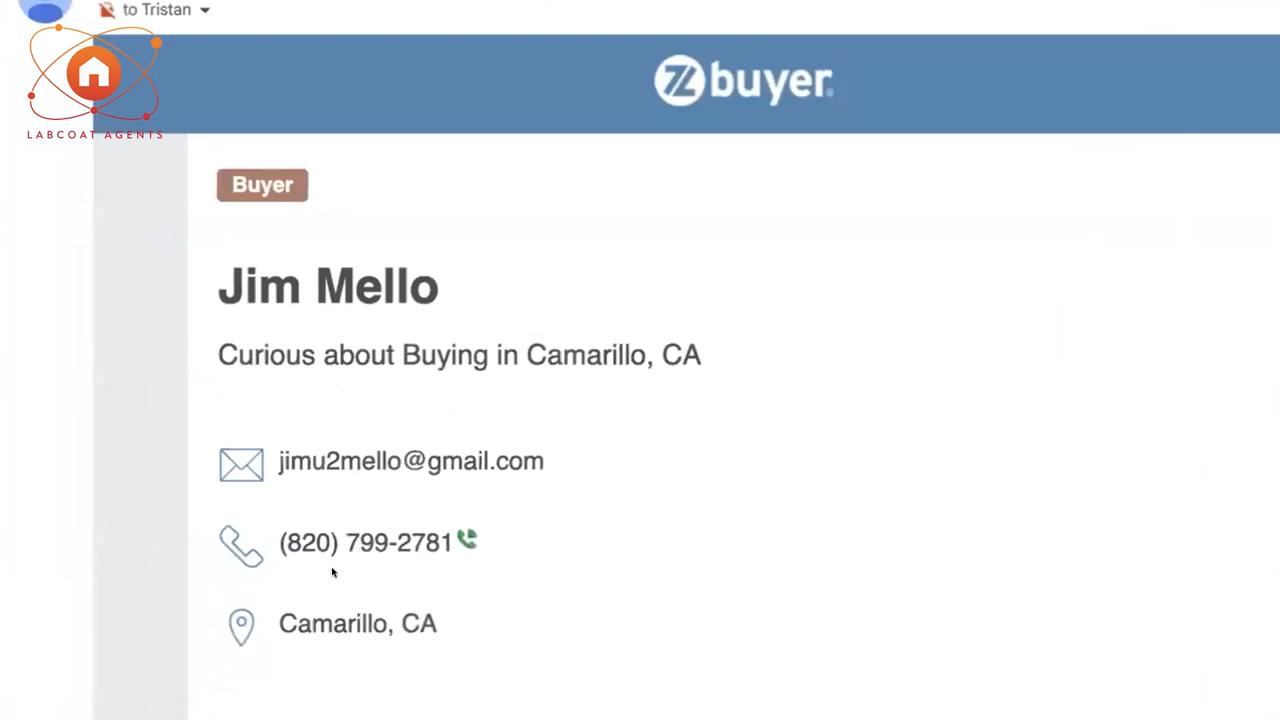 to Tristan
Zbuyer
LABCOAT AGENTS
Buyer
Jim Mello
Curious about Buying in Camarillo, CA
jimu2mello@gmail.com
(820) 799-2781
Camarillo, CA